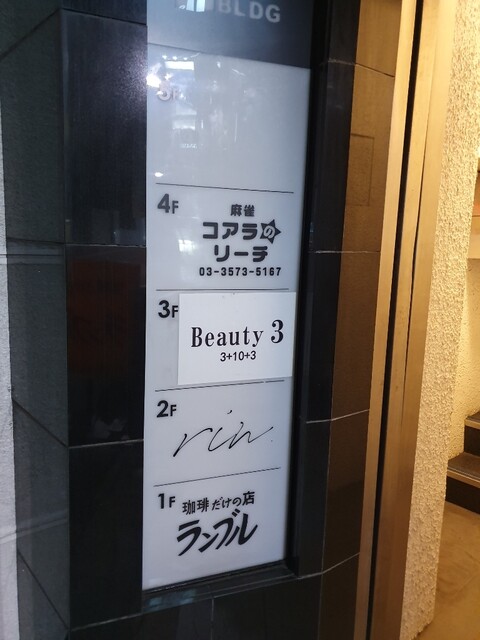 BLDG
5F
4F
麻雀
コアラの
リーチ
03-3573-5167
3F
Beauty 3
3+10+3
2F
rin
1F
珈琲だけの店
ランブル